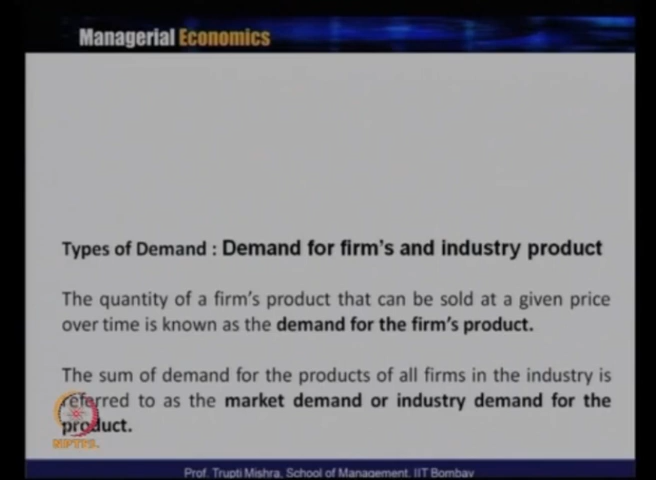 Managerial Economics
Types of Demand : Demand for firm's and industry product
The quantity of a firm's product that can be sold at a given price
over time is known as the demand for the firm's product.
The sum of demand for the products of all firms in the industry is
referred to as the market demand or industry demand for the
product.
NPTEL
Prof. Trupti Mishra, School of Management, IIT Bombay